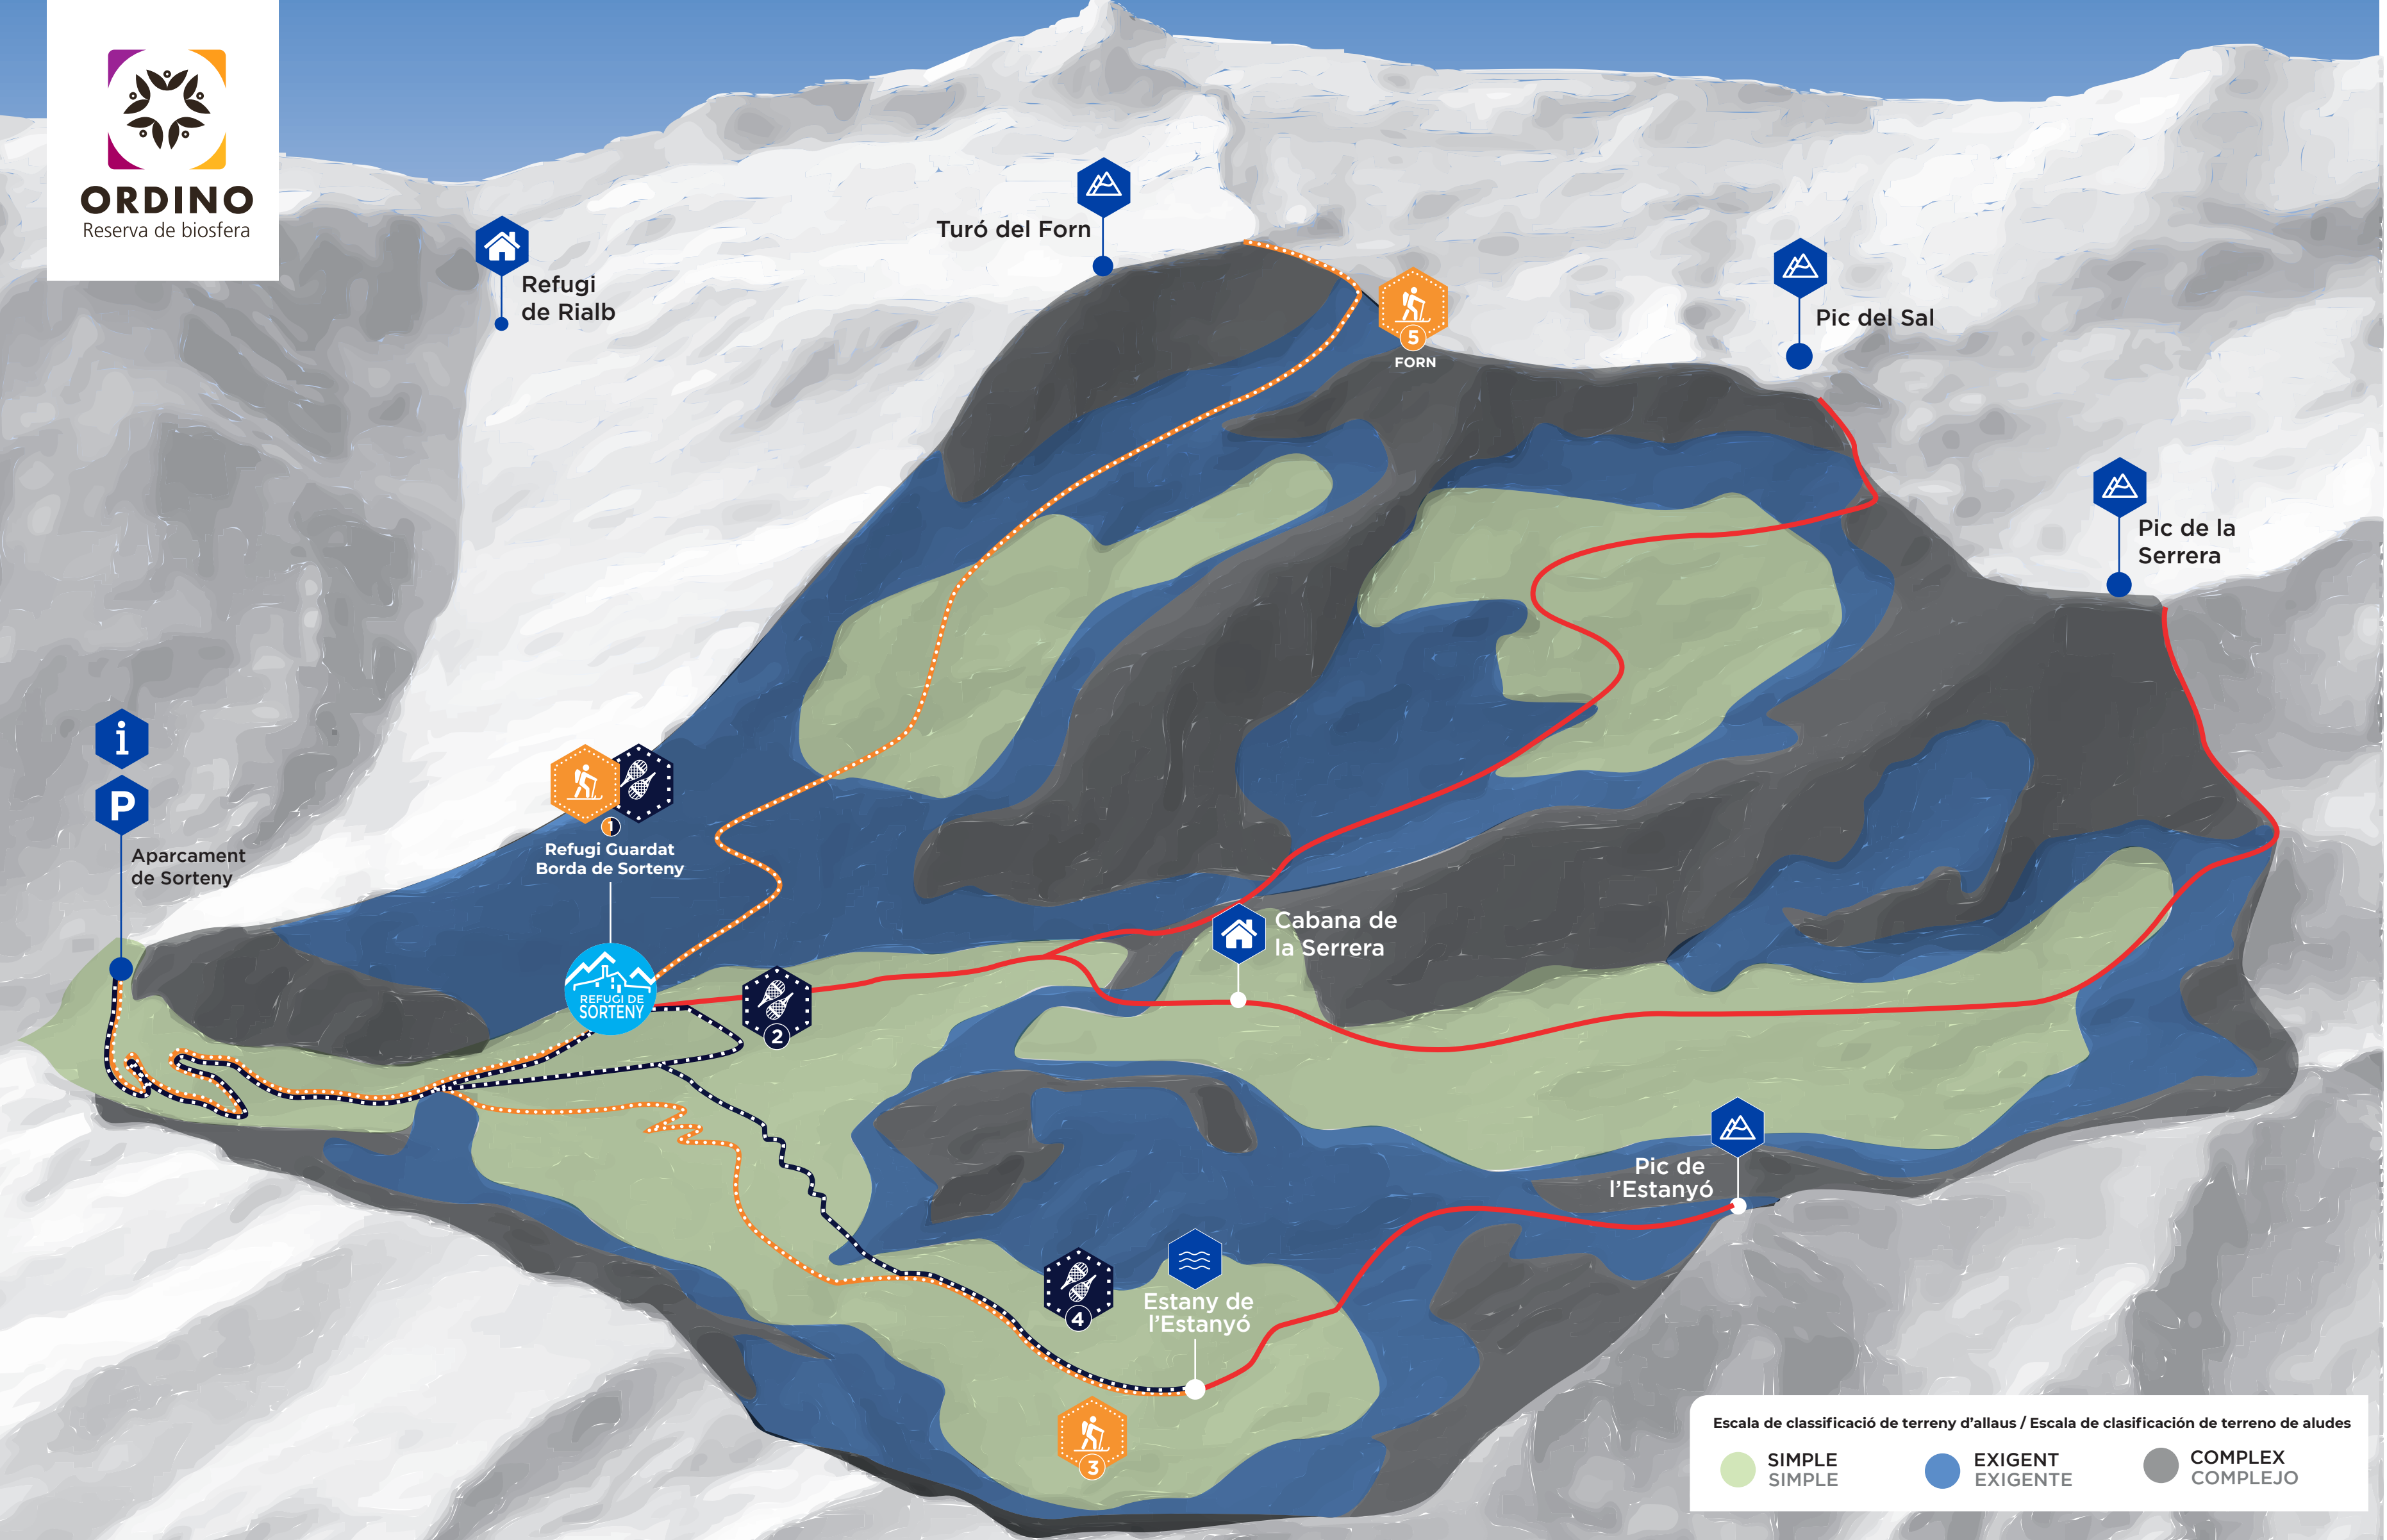 ORDINO
Reserva de biosfera
Refugi
de Rialb
Turó del Forn
5
FORN
Pic del Sal
Pic de la
Serrera
i
P
Aparcament
de Sorteny
1
Refugi Guardat
Borda de Sorteny
REFUGI DE
SORTENY
2
Cabana de
la Serrera
Pic de
l'Estanyó
4
Estany de
l'Estanyó
3
Escala de classificació de terreny d'allaus / Escala de clasificación de terreno de aludes
SIMPLE
SIMPLE
EXIGENT
EXIGENTE
COMPLEX
COMPLEJO